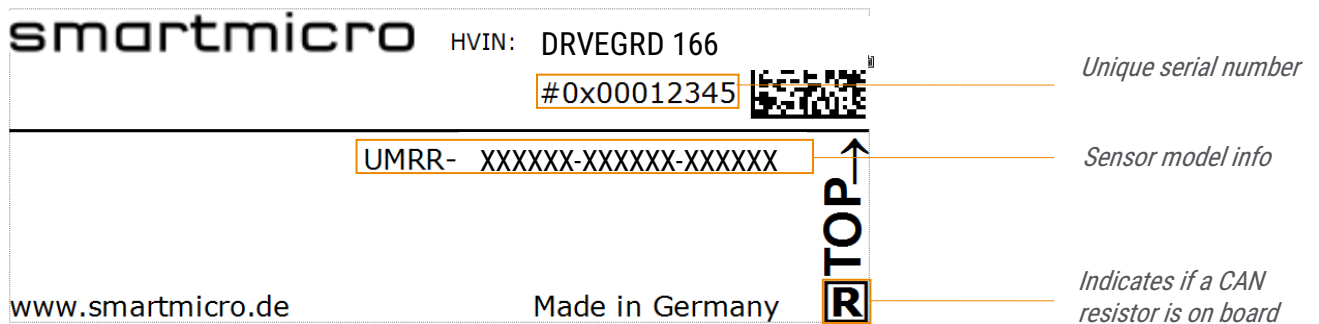 smartmicro HVIN: DRVEGRD 166
#0x00012345
Unique serial number
UMRR- XXXXXX-XXXXXX-XXXXXX
Sensor model info
TOP→
R
Indicates if a CAN
resistor is on board
www.smartmicro.de Made in Germany